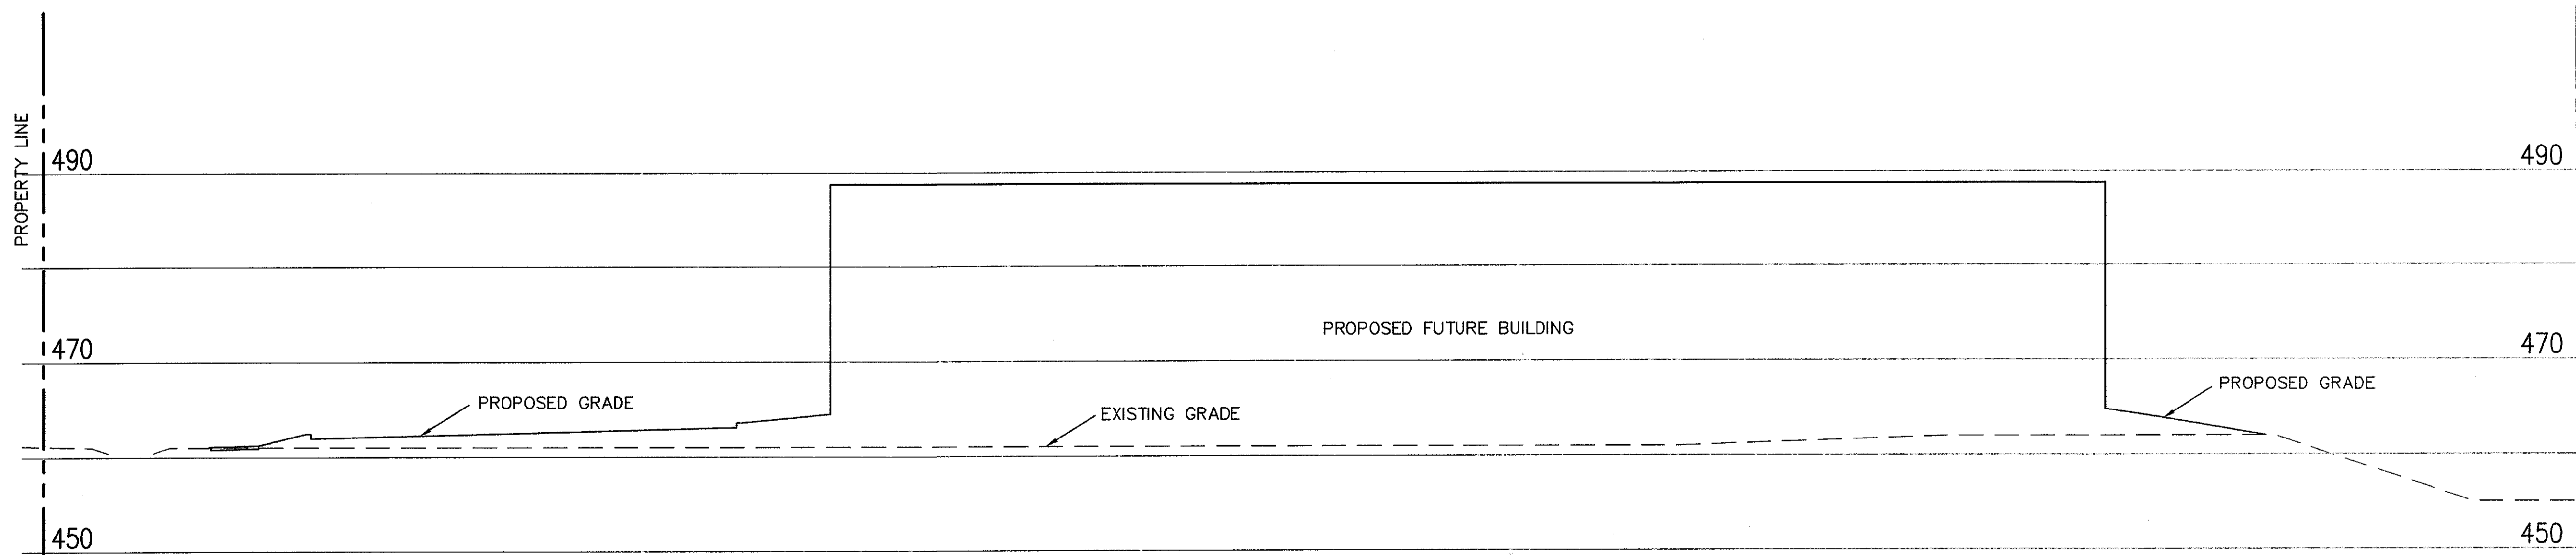 PROPERTY LINE
490
490
PROPOSED FUTURE BUILDING
470
470
PROPOSED GRADE
PROPOSED GRADE
EXISTING GRADE
450
450